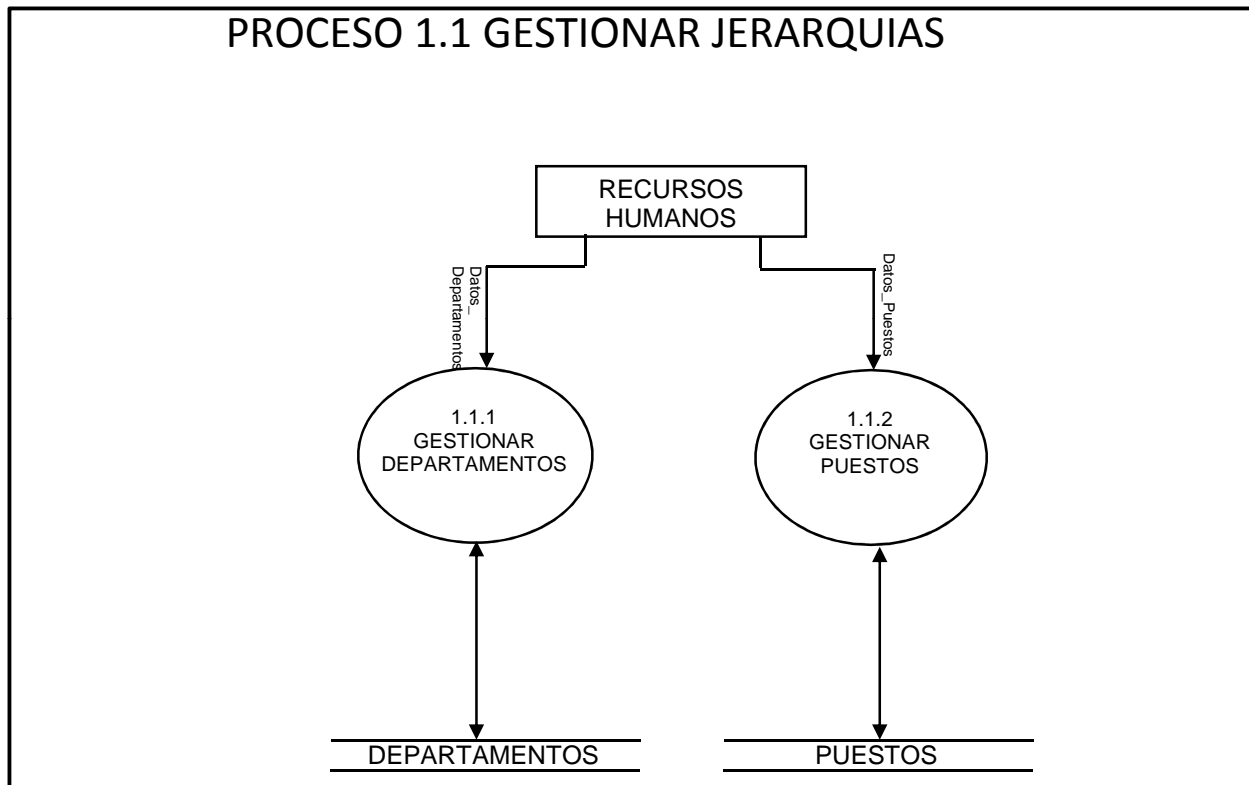 PROCESO 1.1 GESTIONAR JERARQUIAS
RECURSOS
HUMANOS
Datos_
Departamentos
Datos_Puestos
1.1.1
GESTIONAR
DEPARTAMENTOS
1.1.2
GESTIONAR
PUESTOS
DEPARTAMENTOS
PUESTOS